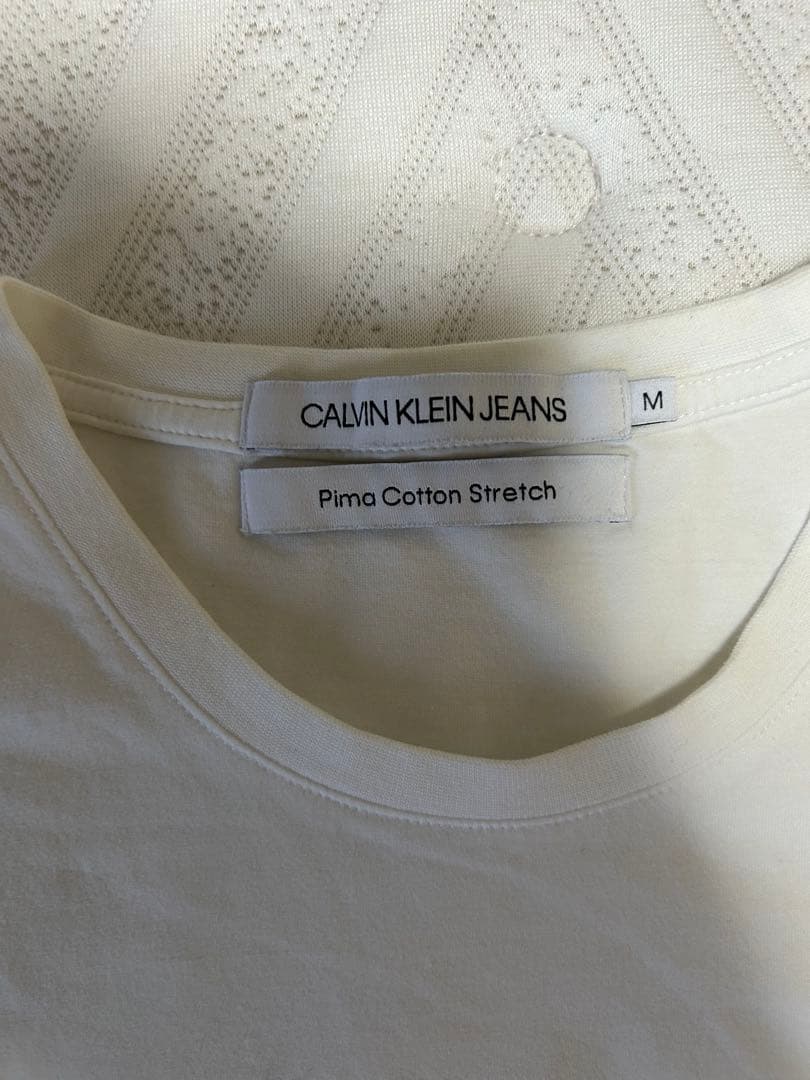 CALVIN KLEIN JEANS
M
Pima Cotton Stretch